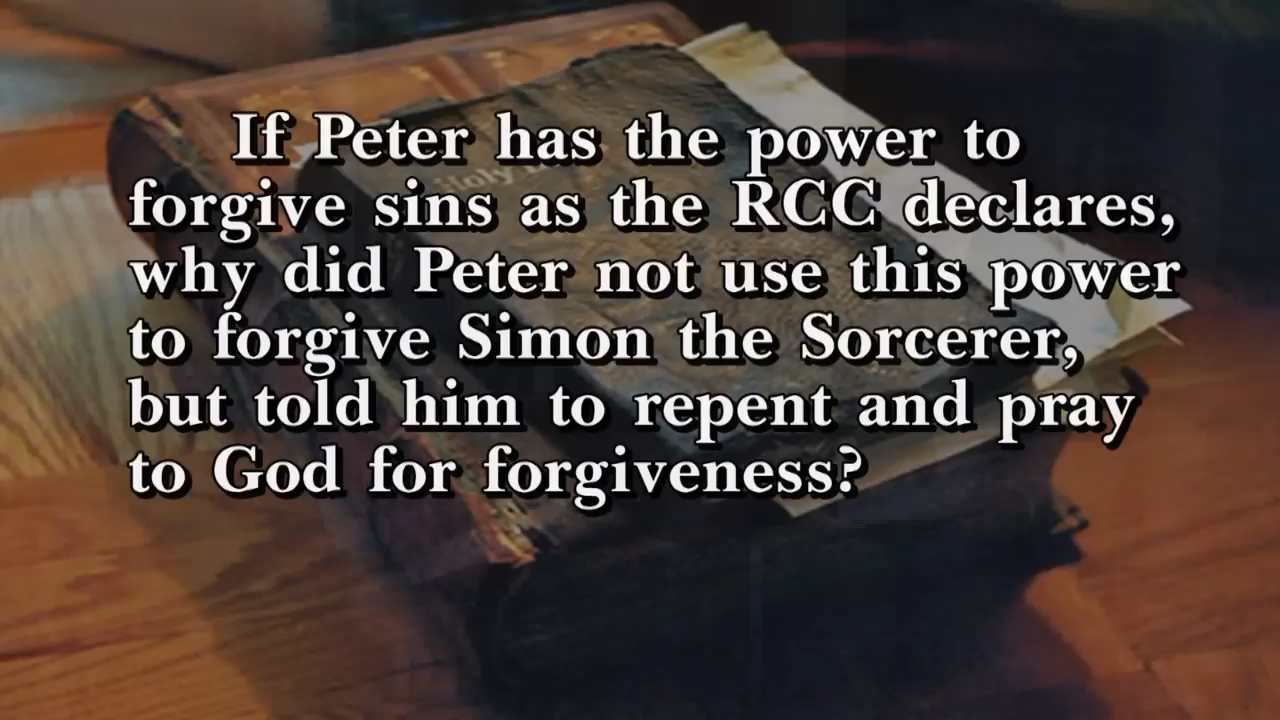 If Peter has the power to
forgive sins as the RCC declares,
why did Peter not use this power
to forgive Simon the Sorcerer,
but told him to repent and pray
to God for forgiveness?
Holy